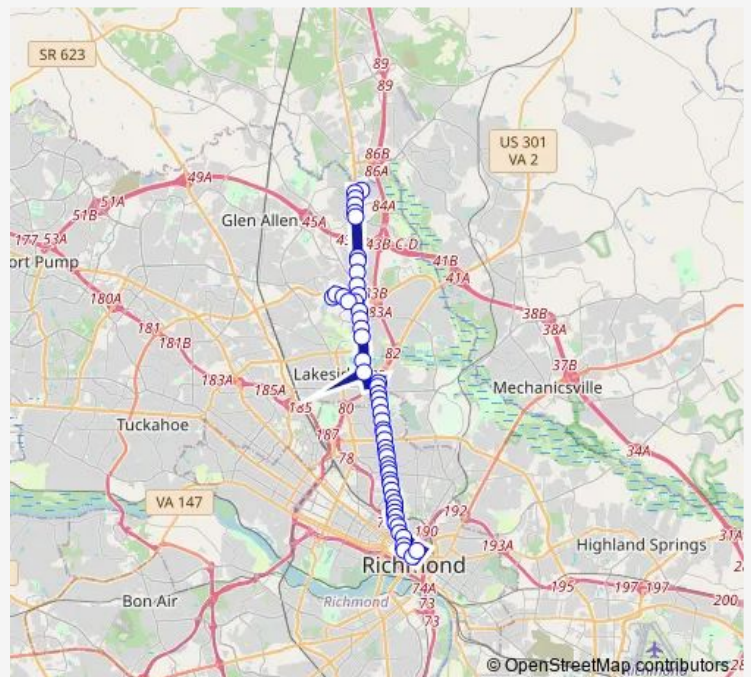 SR 623
89
89
US 301
VA 2
86B
86A
49A
84A
51A
51B
Glen Allen
45A
177 53A
43B-C-D
ort Pump
41B
41A
180A
83A
38B
38A
181
181B
82
37B
Lakesid
183A
185A
Mechanicsville
185
80
Tuckahoe
187
78
34A
VA 147
192
190
31A
193A
Highland Springs
Richmond
74A
195
197
197
200
Bon Air
Richmond
73
73
© OpenStreetMap contributors